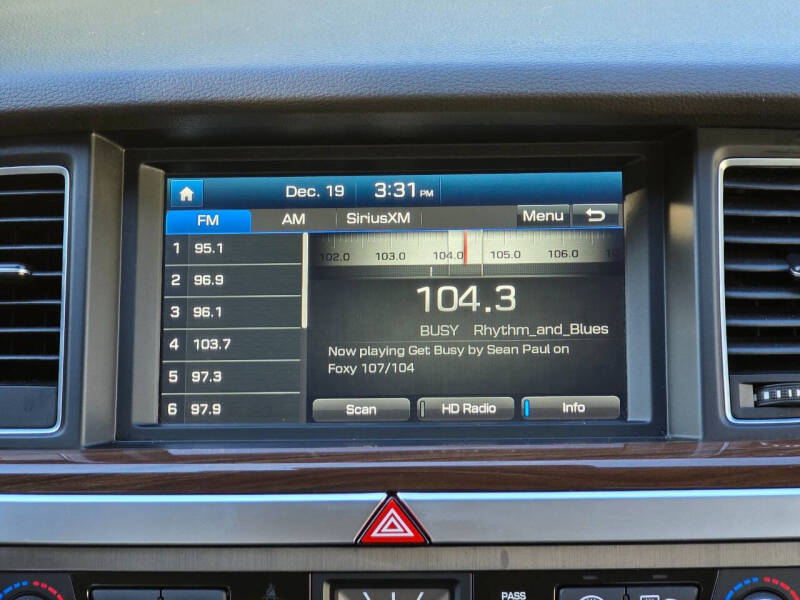 Dec. 19 3:31 PM
FM AM SiriusXM Menu
1 95.1
2 96.9
3 96.1
4 103.7
5 97.3
6 97.9
102.0 103.0 104.0 105.0 106.0
104.3
BUSY Rhythm_and_Blues
Now playing Get Busy by Sean Paul on
Foxy 107/104
Scan HD Radio Info
PASS